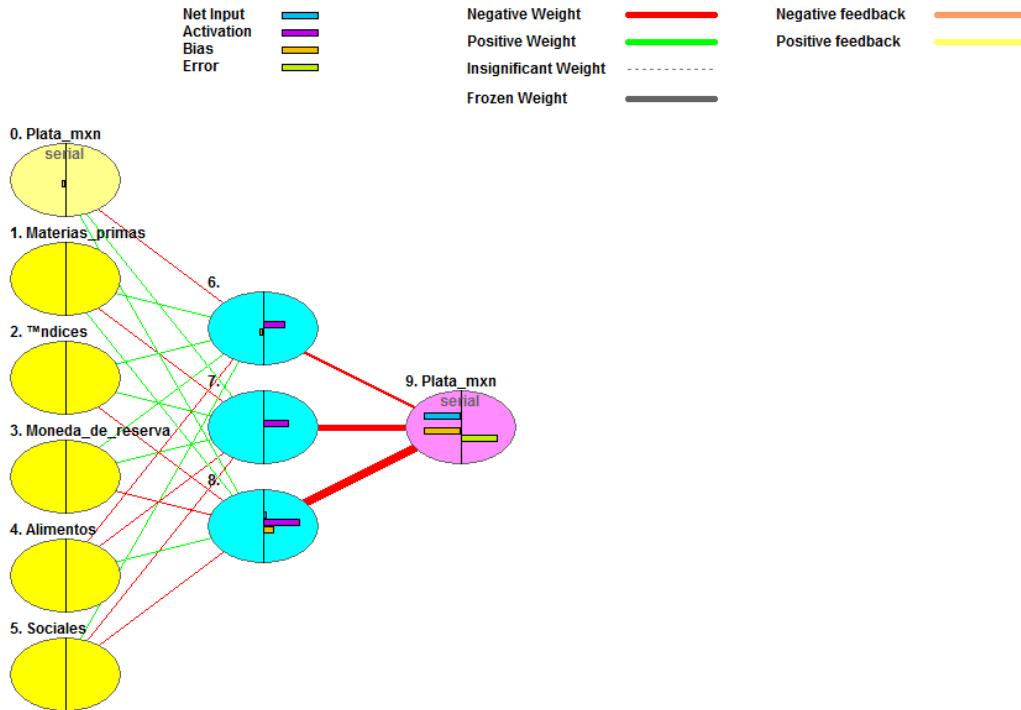 Net Input
Activation
Bias
Error
Negative Weight
Positive Weight
Insignificant Weight
Frozen Weight
Negative feedback
Positive feedback
0. Plata_mxn
serial
1. Materias_primas
2. ™ndices
3. Moneda_de_reserva
4. Alimentos
5. Sociales
6.
7.
8.
9. Plata_mxn
serial